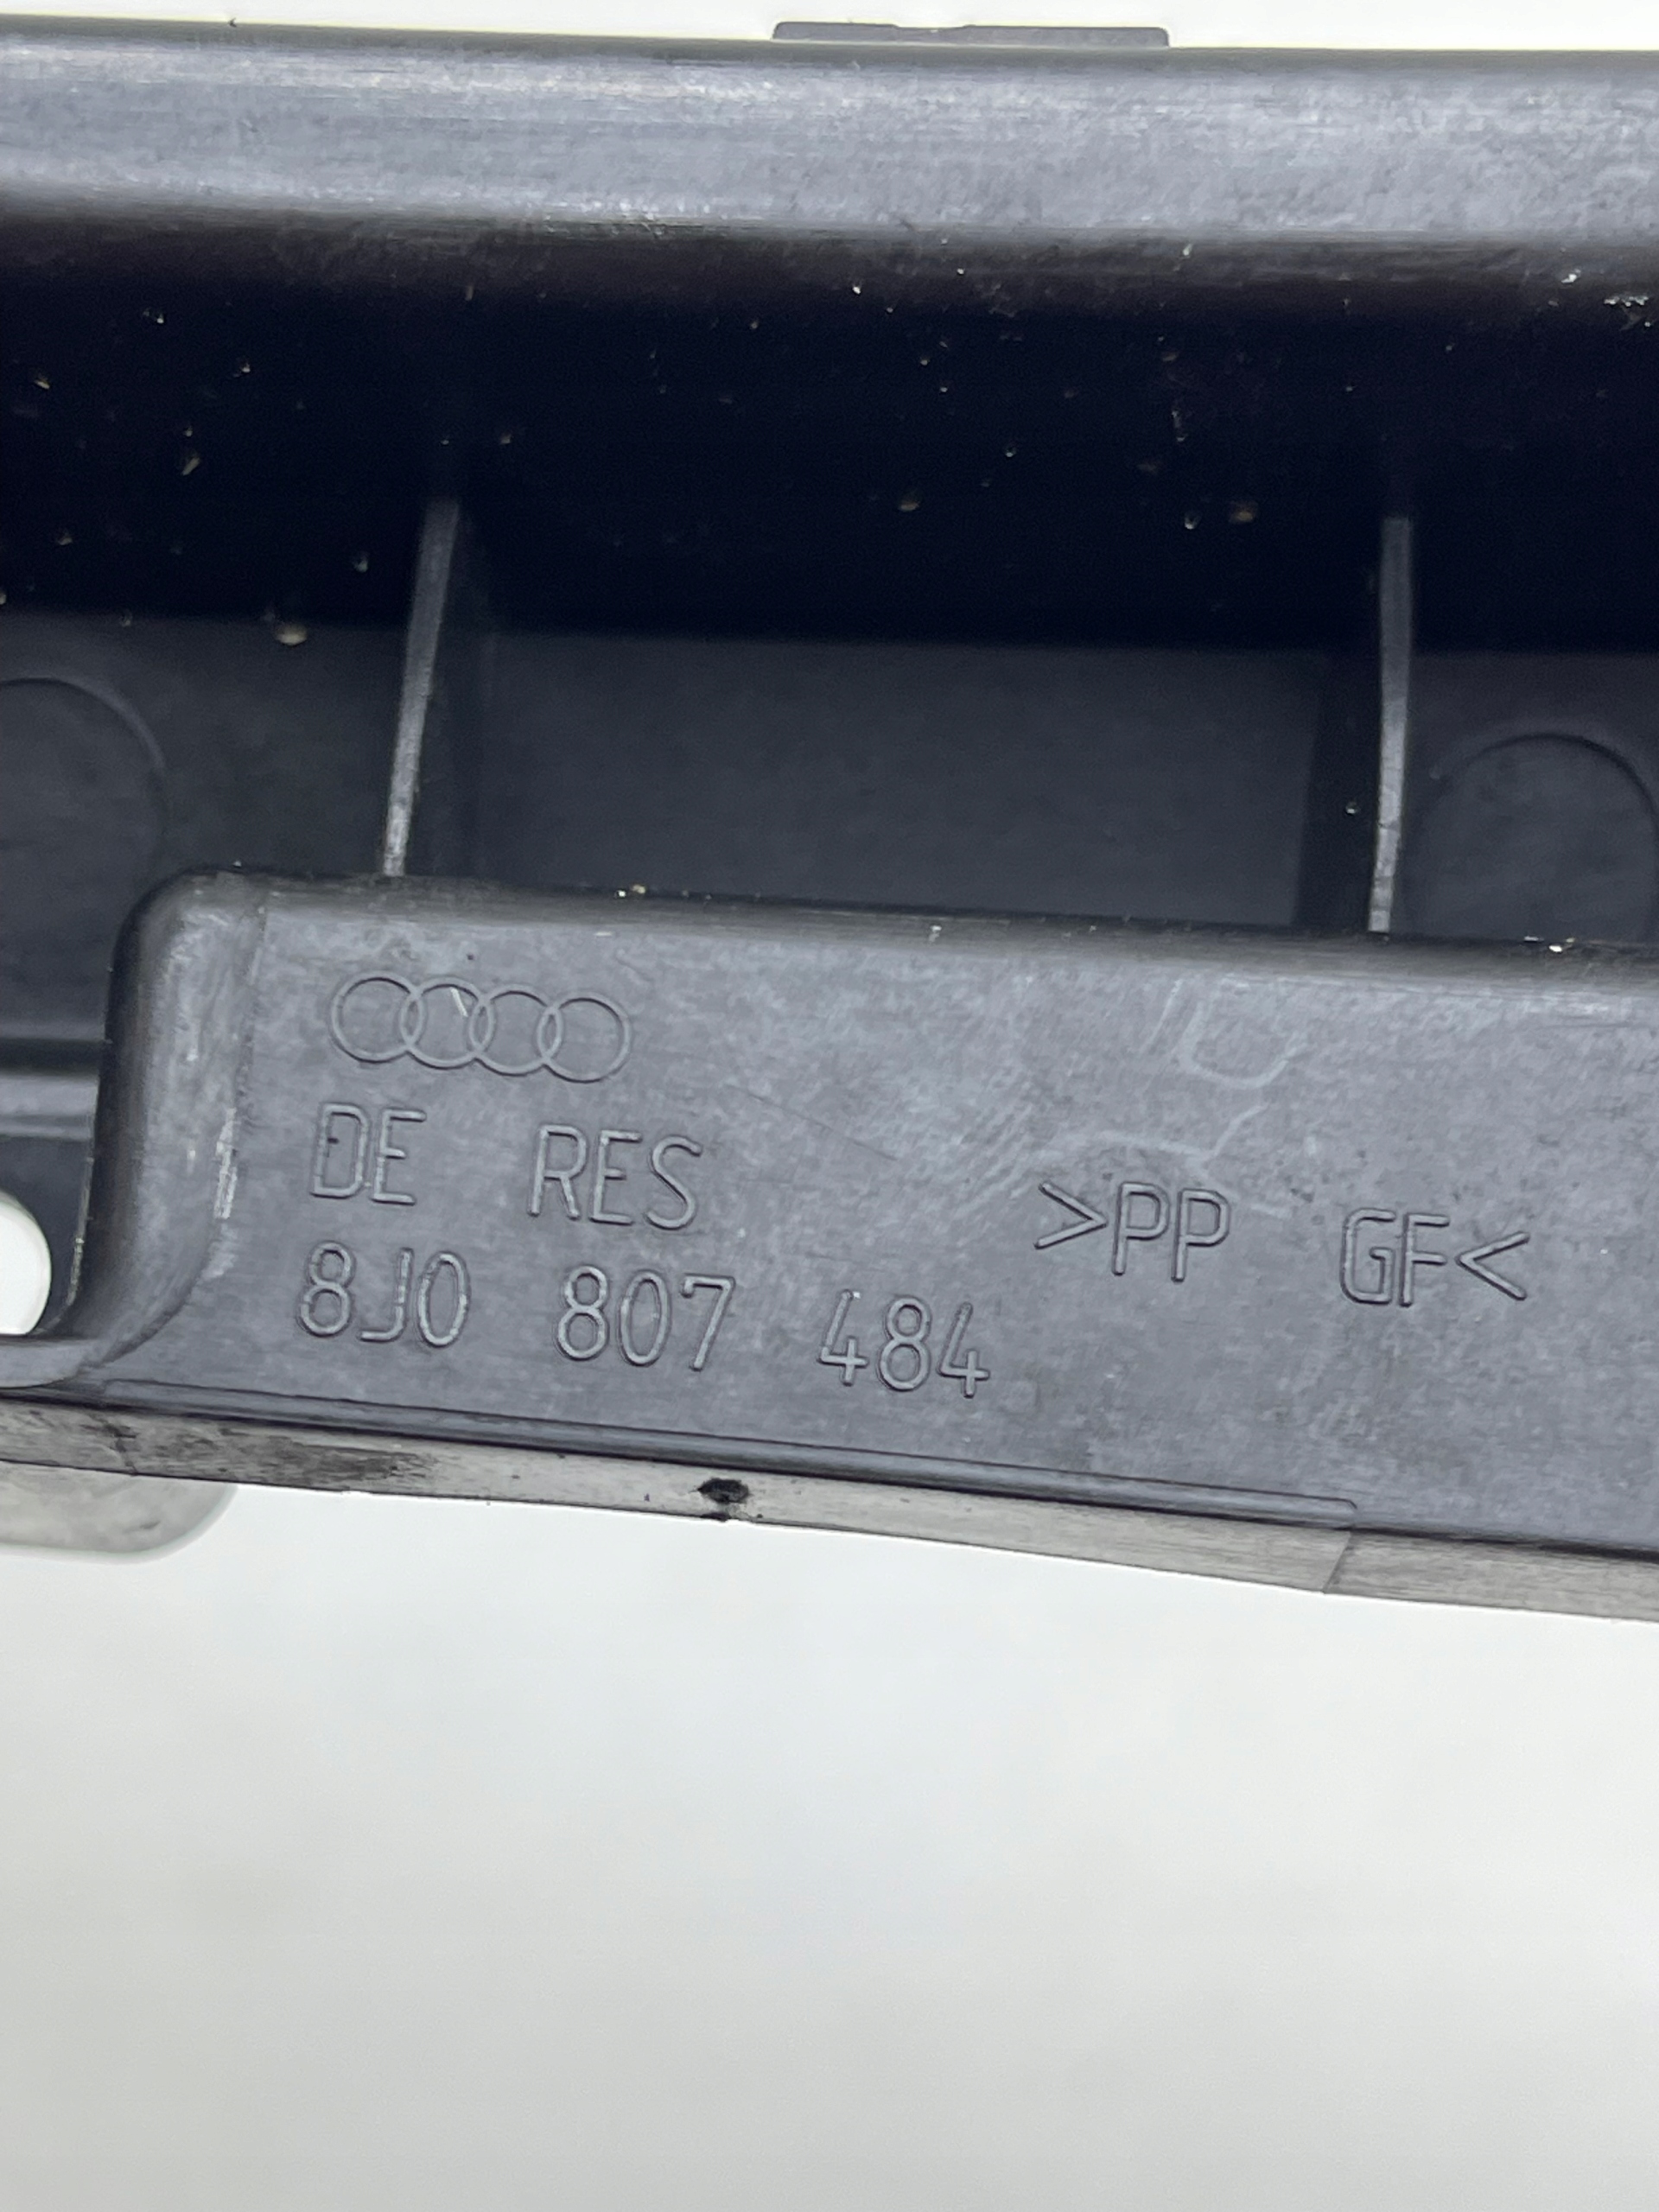 DE RES
>PP GF<
8J0 807 484